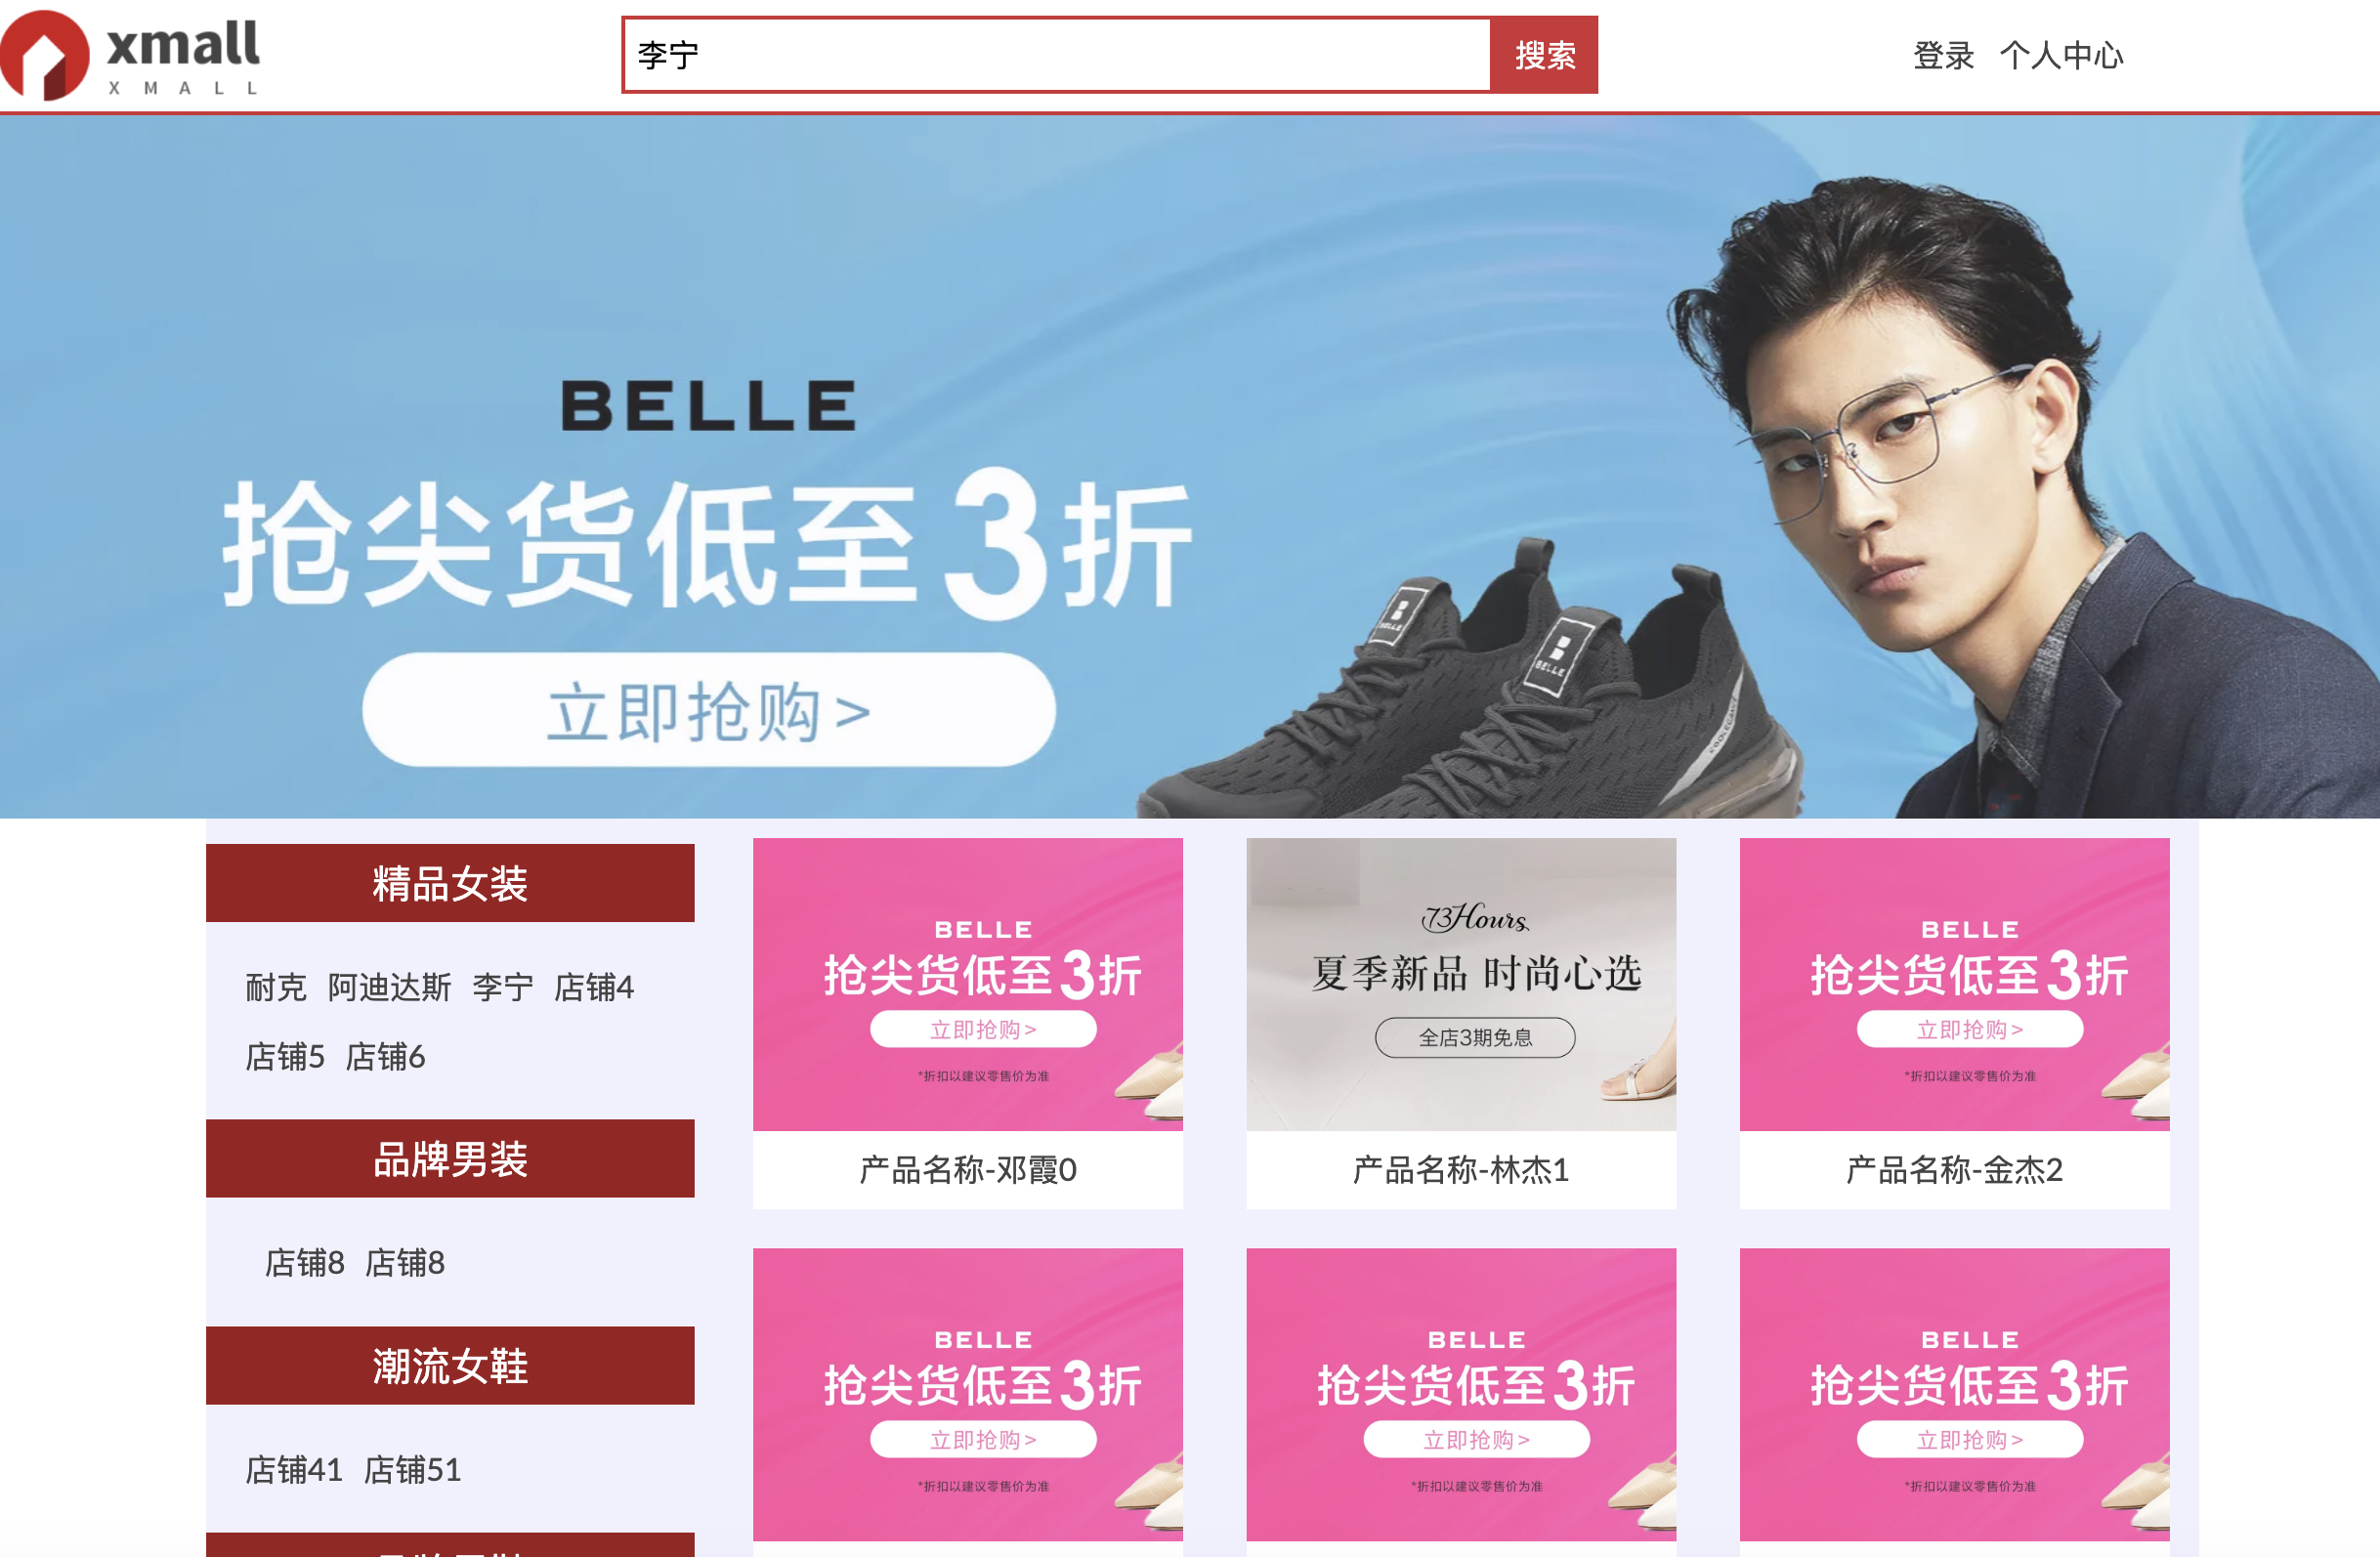 xmall
XMALL
李宁
搜索
登录 个人中心
BELLE
抢尖货低至3折
立即抢购>
B
BELLE
B
BELLE
COOLEGANT
精品女装
耐克 阿迪达斯 李宁 店铺4
店铺5 店铺6
品牌男装
店铺8 店铺8
潮流女鞋
店铺41 店铺51
BELLE
抢尖货低至3折
立即抢购>
*折扣以建议零售价为准
产品名称-邓霞0
73Hours
夏季新品 时尚心选
全店3期免息
产品名称-林杰1
BELLE
抢尖货低至3折
立即抢购>
*折扣以建议零售价为准
产品名称-金杰2
BELLE
抢尖货低至3折
立即抢购>
*折扣以建议零售价为准
BELLE
抢尖货低至3折
立即抢购>
*折扣以建议零售价为准
BELLE
抢尖货低至3折
立即抢购>
*折扣以建议零售价为准